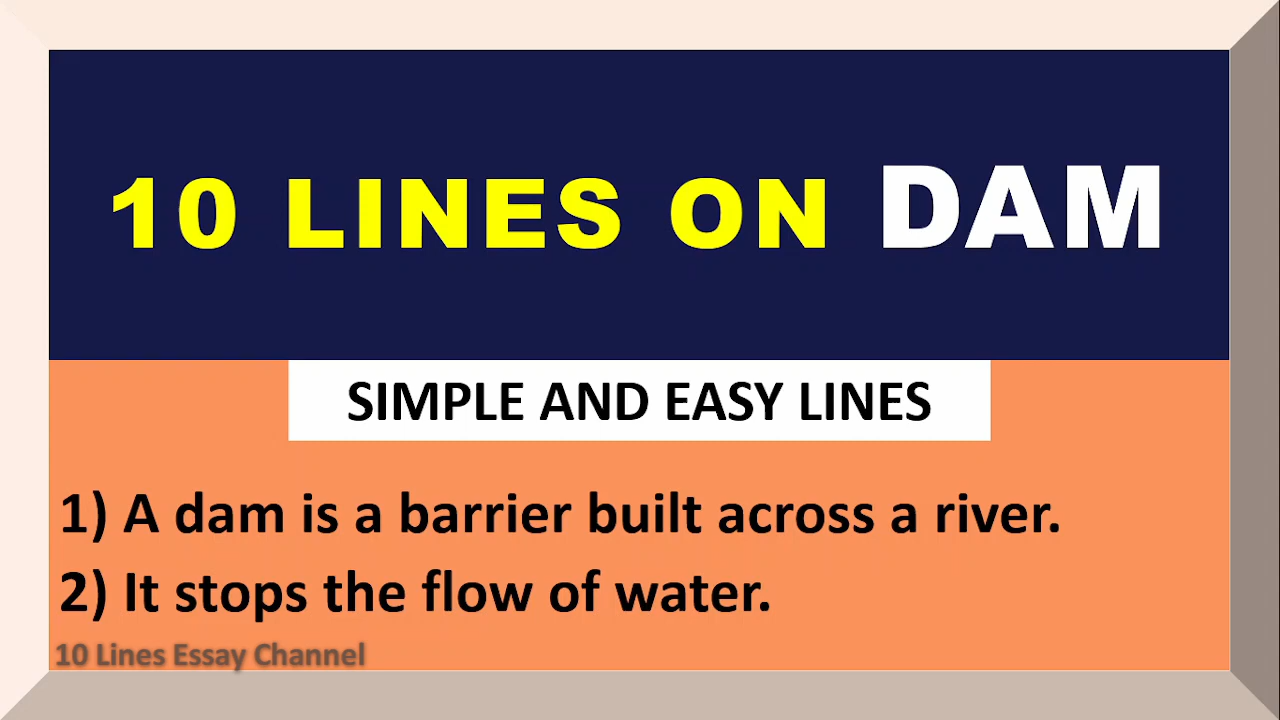 10 LINES ON DAM
SIMPLE AND EASY LINES
1) A dam is a barrier built across a river.
2) It stops the flow of water.
10 Lines Essay Channel